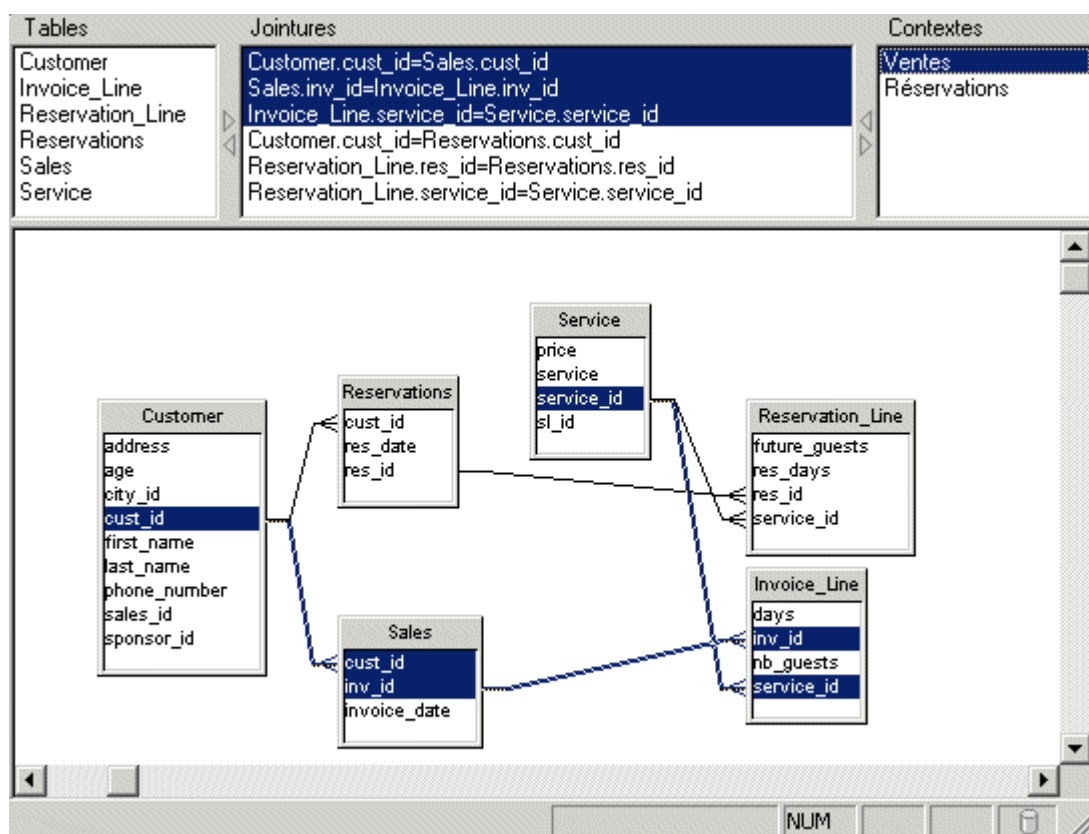 Tables
Customer
Invoice_Line
Reservation_Line
Reservations
Sales
Service
Jointures
Customer.cust_id=Sales.cust_id
Sales.inv_id=Invoice_Line.inv_id
Invoice_Line.service_id=Service.service_id
Customer.cust_id=Reservations.cust_id
Reservation_Line.res_id=Reservations.res_id
Reservation_Line.service_id=Service.service_id
Contextes
Ventes
Réservations
Customer
address
age
city_id
cust_id
first_name
last_name
phone_number
sales_id
sponsor_id
Reservations
cust_id
res_date
res_id
Sales
cust_id
inv_id
invoice_date
Service
price
service
service_id
sl_id
Reservation_Line
future_guests
res_days
res_id
service_id
Invoice_Line
days
inv_id
nb_guests
service_id
NUM